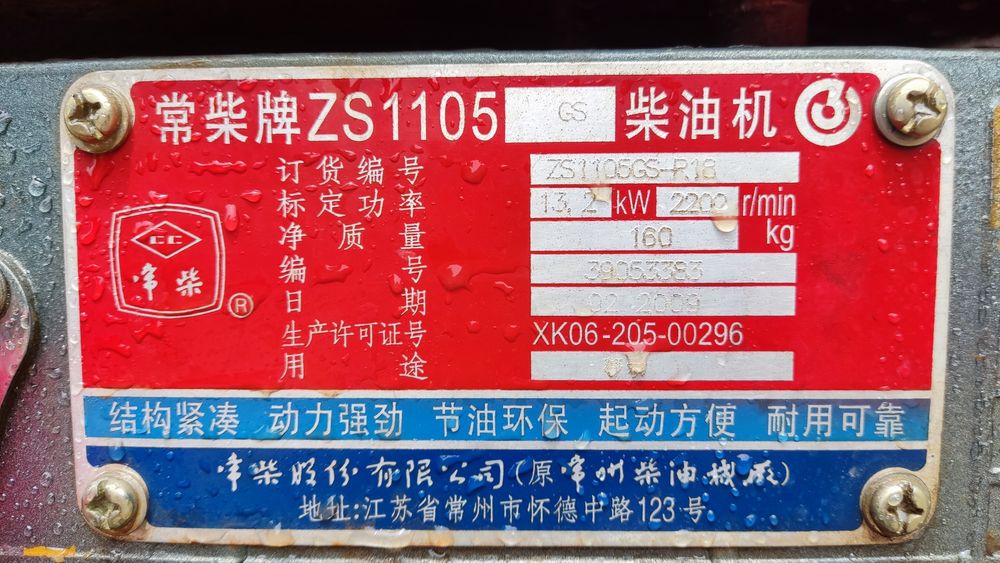 常柴牌ZS1105 GS 柴油机
订货编号 ZS1105GS-R18
标定功率 13.2 kW 2200 r/min
净质量 160 kg
编号 39053383
日期 02 2009
CC
常柴
®
生产许可证号 XK06-205-00296
用途
结构紧凑 动力强劲 节油环保 起动方便 耐用可靠
常柴股份有限公司(原常州柴油机厂)
地址:江苏省常州市怀德中路123号